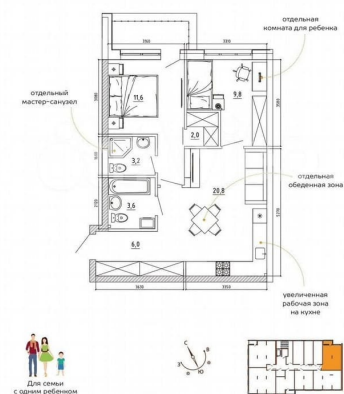 отдельная
комната для ребенка
отдельный
мастер-санузел
11,6
9,8
2,0
3,2
3,6
20,8
6,0
отдельная
обеденная зона
увеличенная
рабочая зона
на кухне
Для семьи
с одним ребенком
С
В
З
Ю